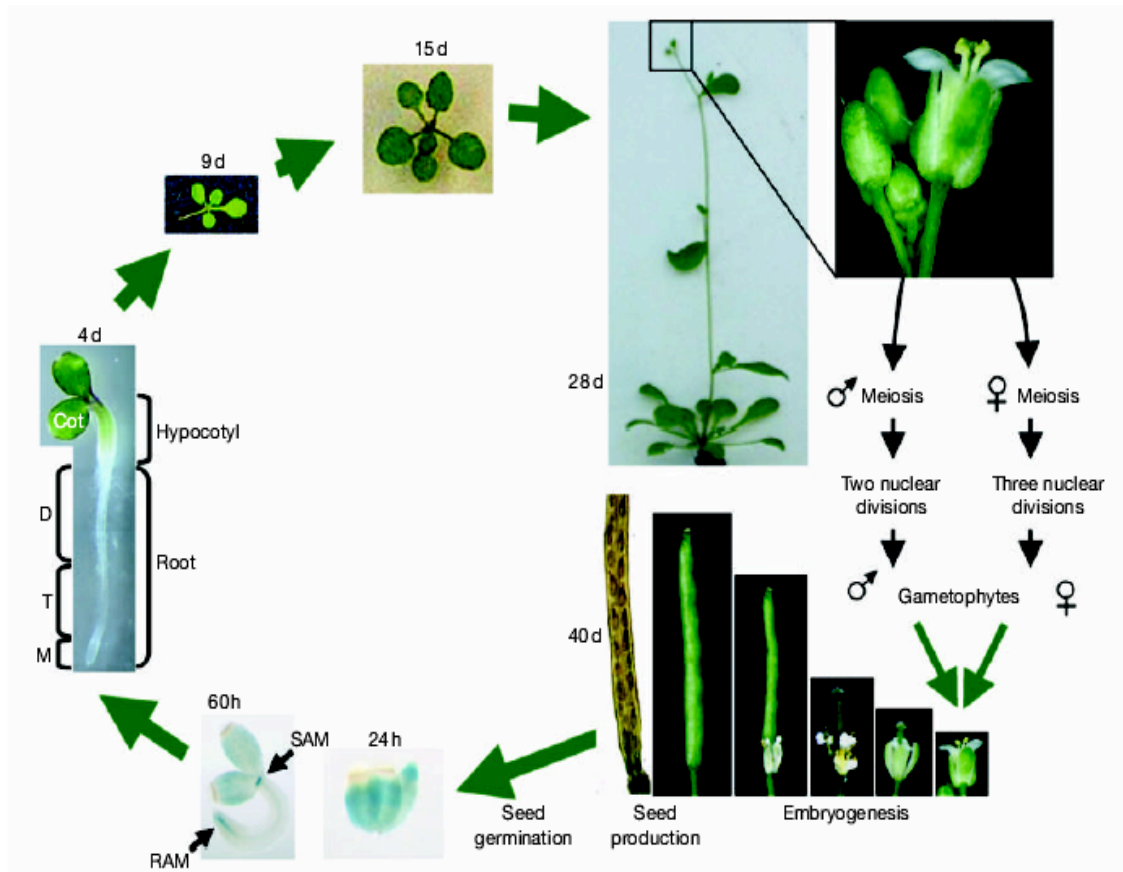 15 d
9 d
4 d
Cot
Hypocotyl
D
Root
T
M
28 d
♂ Meiosis
♀ Meiosis
Two nuclear
divisions
Three nuclear
divisions
♂
Gametophytes
♀
40 d
60 h
SAM
24 h
RAM
Seed
germination
Seed
production
Embryogenesis